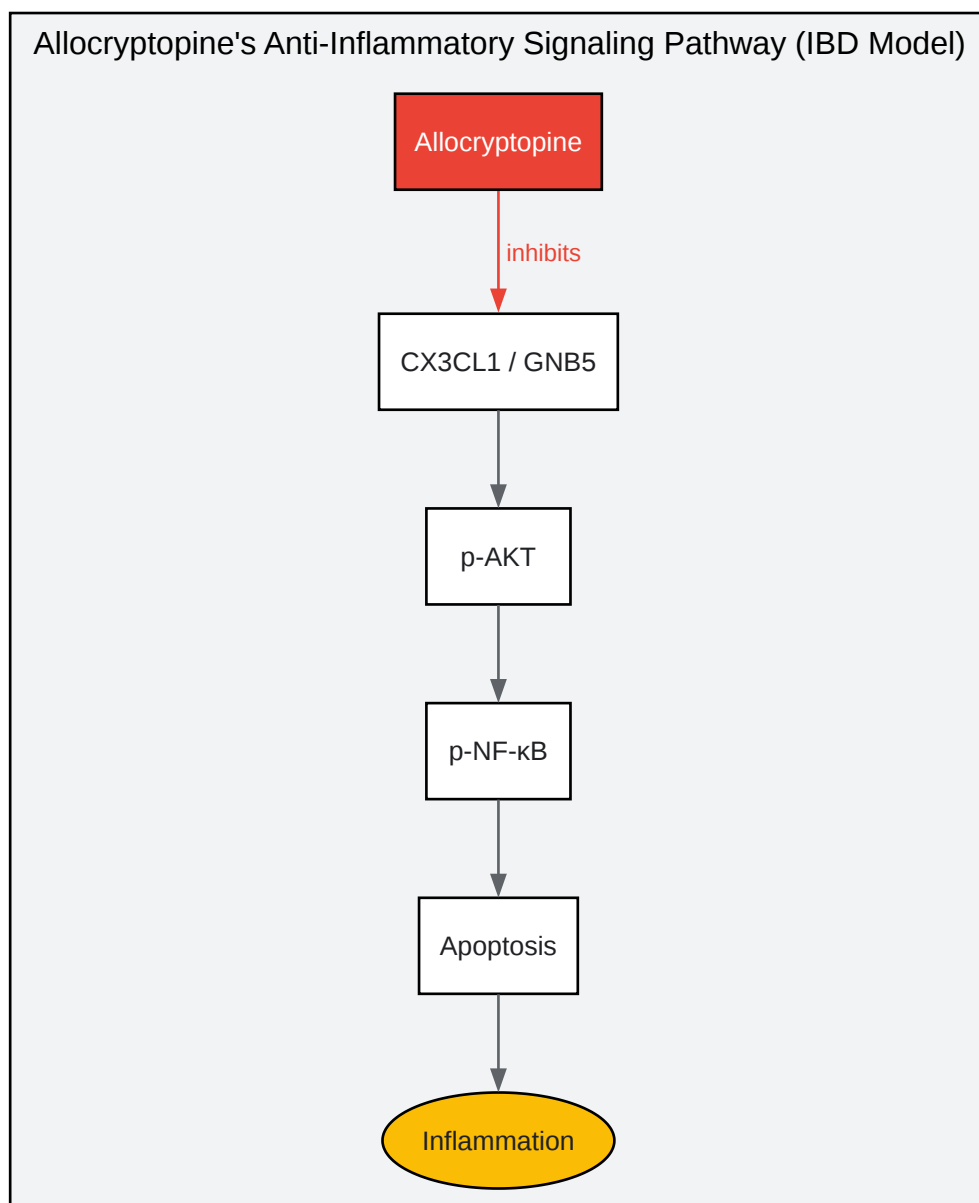 Allocryptopine's Anti-Inflammatory Signaling Pathway (IBD Model)
Allocryptopine
inhibits
CX3CL1 / GNB5
p-AKT
p-NF-κB
Apoptosis
Inflammation